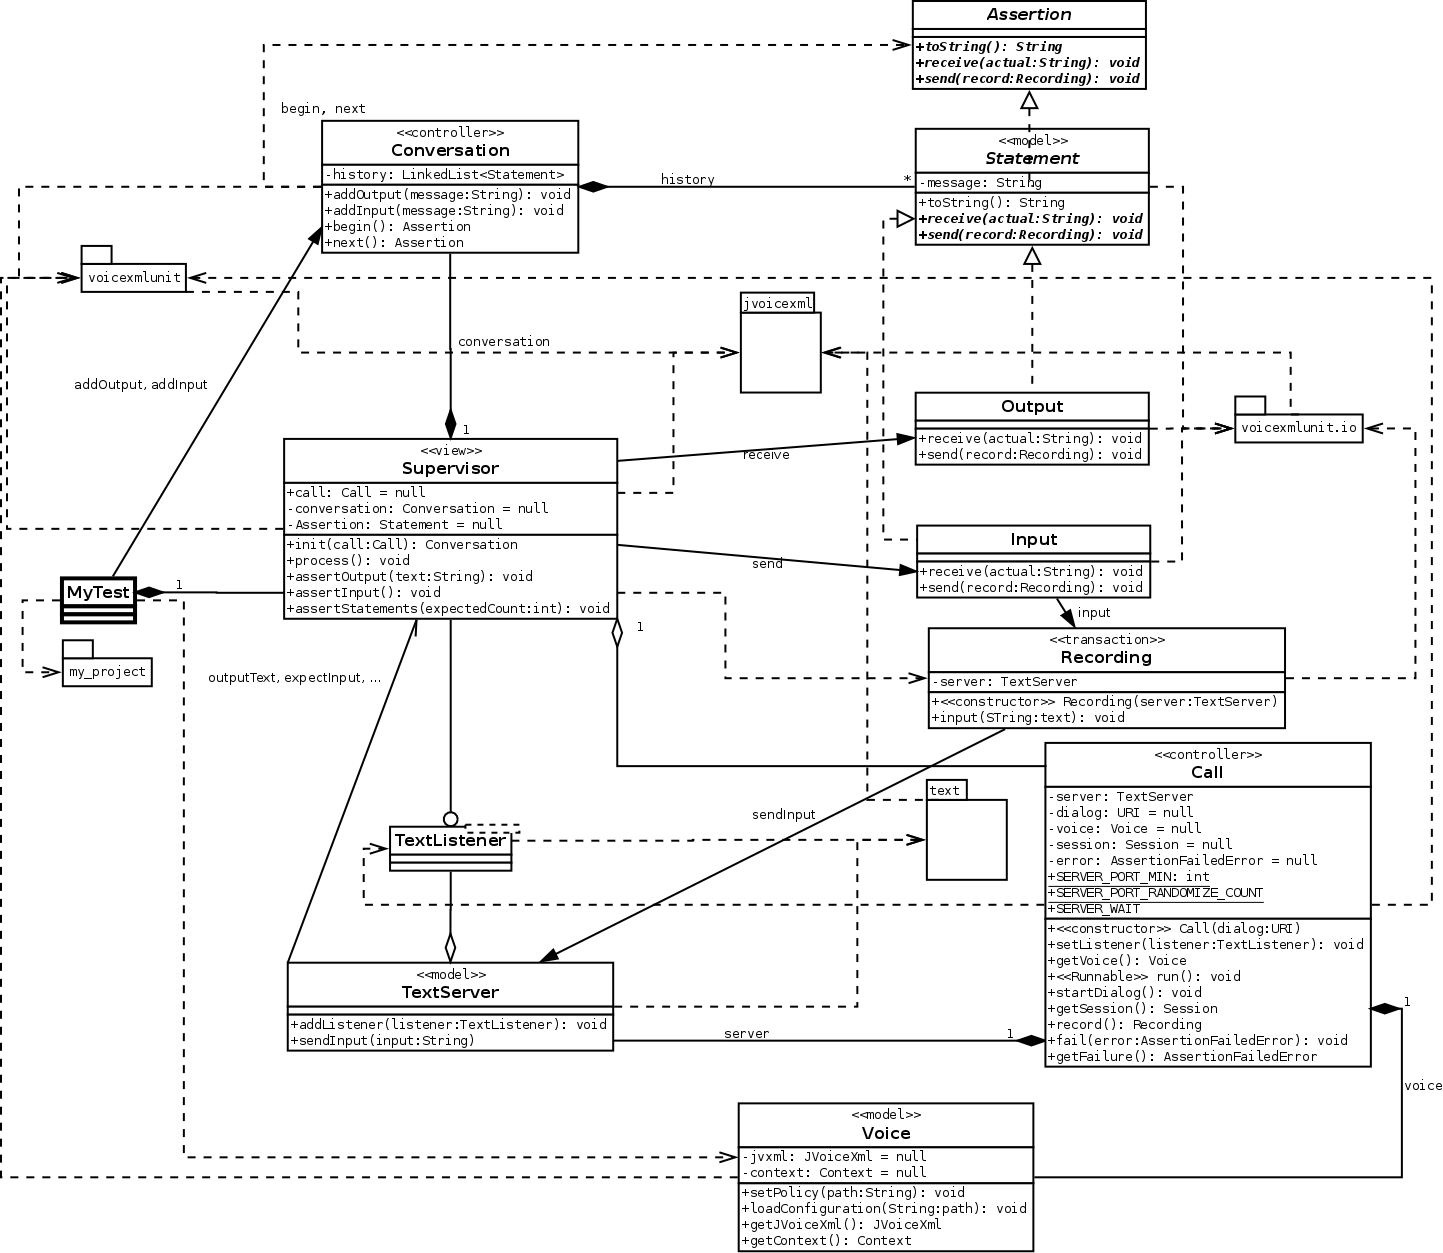 Assertion
+toString(): String
+receive(actual:String): void
+send(record:Recording): void
begin, next
<<controller>>
Conversation
-history: LinkedList<Statement>
+addOutput(message:String): void
+addInput(message:String): void
+begin(): Assertion
+next(): Assertion
history
*
<<model>>
Statement
-message: String
+toString(): String
+receive(actual:String): void
+send(record:Recording): void
voicexmlunit
jvoicexml
conversation
addOutput, addInput
1
<<view>>
Supervisor
+call: Call = null
-conversation: Conversation = null
-Assertion: Statement = null
+init(call:Call): Conversation
+process(): void
+assertOutput(text:String): void
+assertInput(): void
+assertStatements(expectedCount:int): void
receive
Output
+receive(actual:String): void
+send(record:Recording): void
voicexmlunit.io
send
Input
+receive(actual:String): void
+send(record:Recording): void
input
MyTest
1
my_project
1
outputText, expectInput, ...
<<transaction>>
Recording
-server: TextServer
+<<constructor>> Recording(server:TextServer)
+input(STring:text): void
sendInput
text
TextListener
<<controller>>
Call
-server: TextServer
-dialog: URI = null
-voice: Voice = null
-session: Session = null
-error: AssertionFailedError = null
+SERVER_PORT_MIN: int
+SERVER_PORT_RANDOMIZE_COUNT
+SERVER_WAIT
+<<constructor>> Call(dialog:URI)
+setListener(listener:TextListener): void
+getVoice(): Voice
+<<Runnable>> run(): void
+startDialog(): void
+getSession(): Session
+record(): Recording
+fail(error:AssertionFailedError): void
+getFailure(): AssertionFailedError
<<model>>
TextServer
+addListener(listener:TextListener): void
+sendInput(input:String)
server
1
1
voice
<<model>>
Voice
-jvxml: JVoiceXml = null
-context: Context = null
+setPolicy(path:String): void
+loadConfiguration(String:path): void
+getJVoiceXml(): JVoiceXml
+getContext(): Context